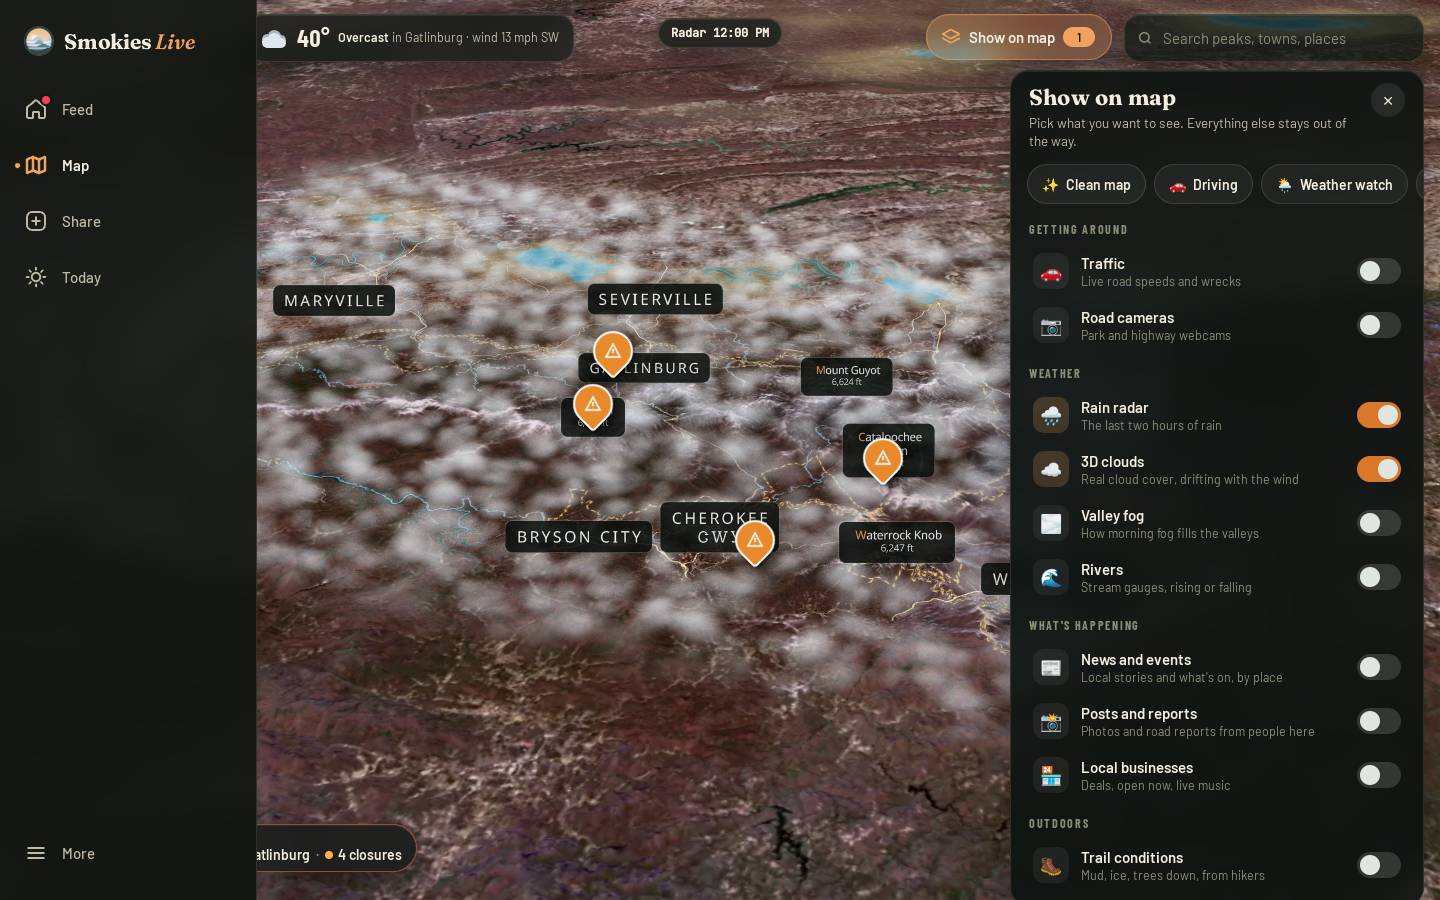 Smokies Live
Feed
Map
Share
Today
More
40° Overcast in Gatlinburg · wind 13 mph SW
Radar 12:00 PM
Show on map 1
Search peaks, towns, places
MARYVILLE
SEVIERVILLE
Mount Guyot
6,624 ft
BRYSON CITY
CHEROKEE
Waterrock Knob
6,247 ft
4 closures
Show on map
×
Pick what you want to see. Everything else stays out of
the way.
✨ Clean map
🚗 Driving
🌦️ Weather watch
GETTING AROUND
Traffic
Live road speeds and wrecks
Road cameras
Park and highway webcams
WEATHER
Rain radar
The last two hours of rain
3D clouds
Real cloud cover, drifting with the wind
Valley fog
How morning fog fills the valleys
Rivers
Stream gauges, rising or falling
WHAT'S HAPPENING
News and events
Local stories and what's on, by place
Posts and reports
Photos and road reports from people here
Local businesses
Deals, open now, live music
OUTDOORS
Trail conditions
Mud, ice, trees down, from hikers